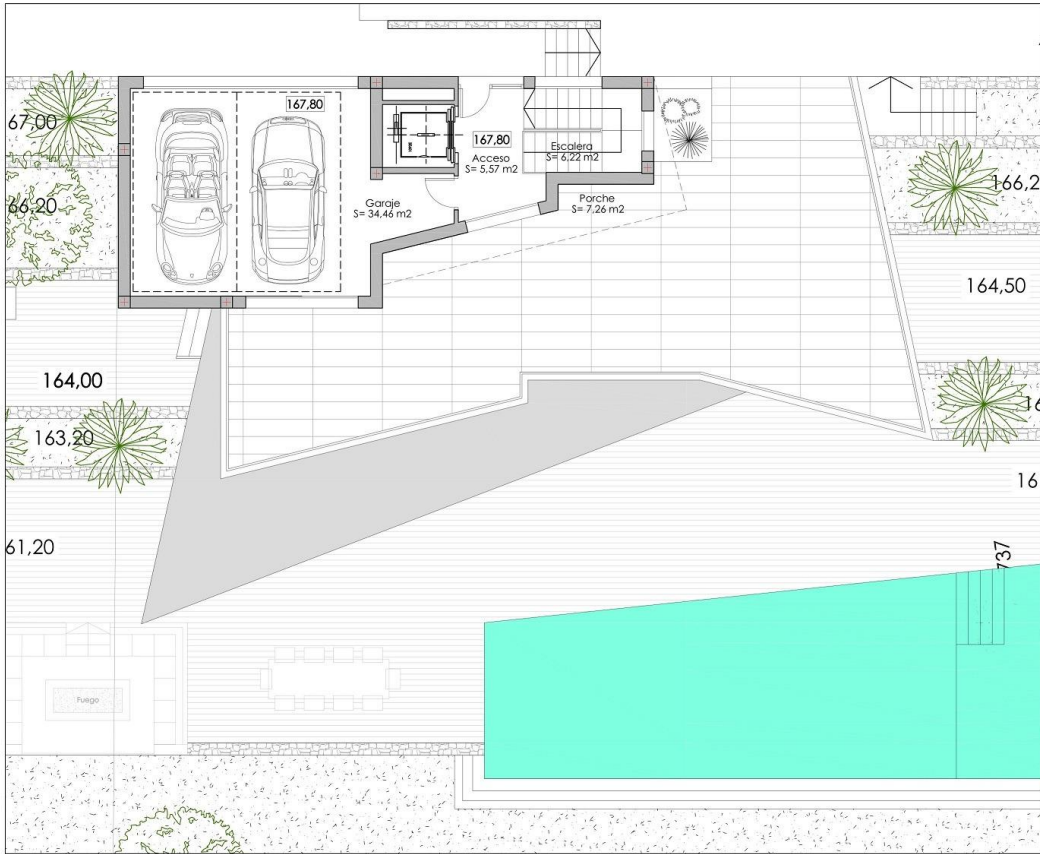 67,00
167,80
167,80
Acceso
S= 5,57 m2
Escalera
S= 6,22 m2
66,20
Garaje
S= 34,46 m2
Porche
S= 7,26 m2
166,2
164,50
164,00
163,20
16
16
61,20
737
Fuego